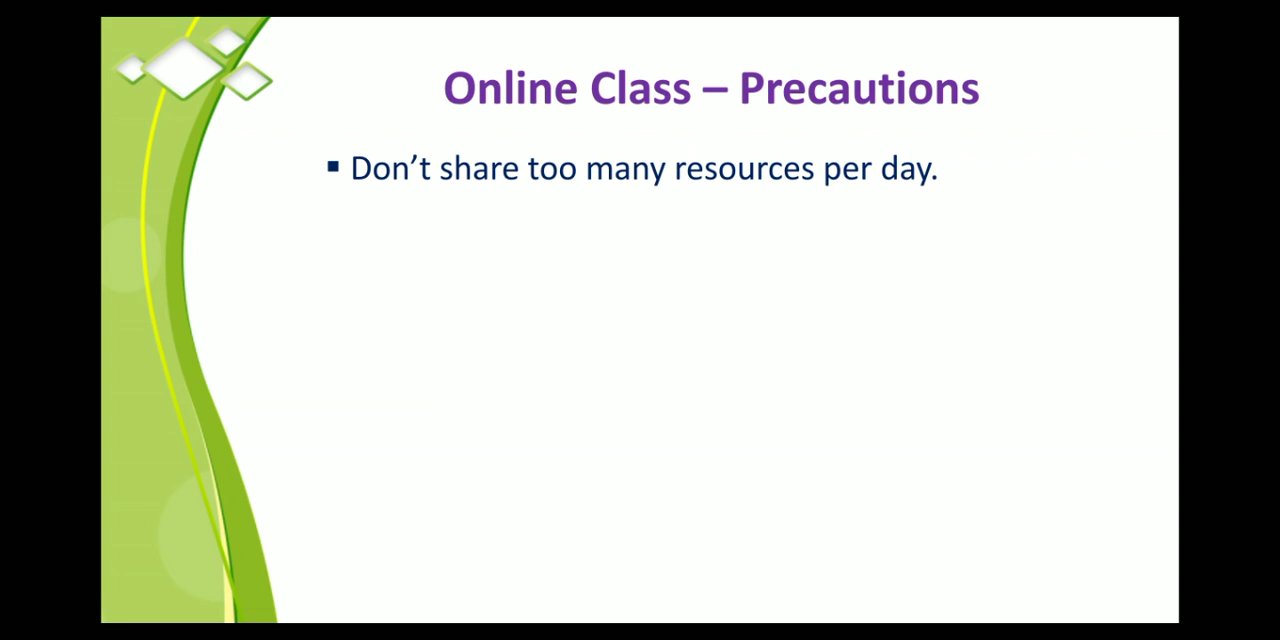 Online Class – Precautions
▪ Don’t share too many resources per day.